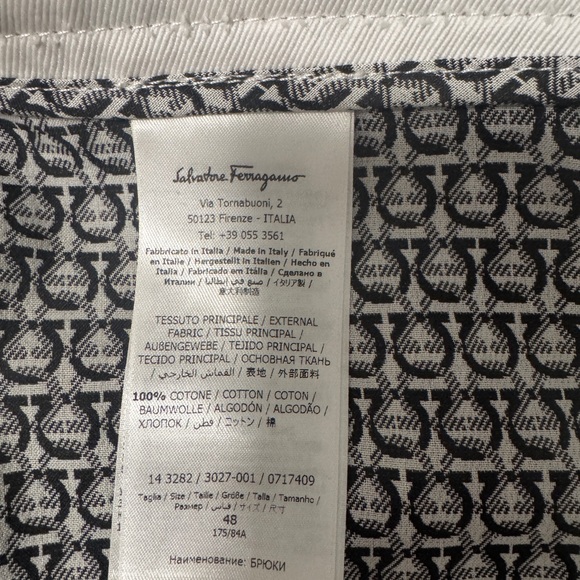 Salvatore Ferragamo
Via Tornabuoni, 2
50123 Firenze - ITALIA
Tel: +39 055 3561
Fabbricato in Italia / Made in Italy / Fabriqué
en Italie / Hergestellt in Italien / Hecho en
Italia / Fabricado em Itália / Сделано в
Италии / صنع في إيطاليا / イタリア製 /
意大利制造
TESSUTO PRINCIPALE / EXTERNAL
FABRIC / TISSU PRINCIPAL /
AUßENGEWEBE / TEJIDO PRINCIPAL /
TECIDO PRINCIPAL / ОСНОВНАЯ ТКАНЬ
/ القماش الخارجي / 表地 / 外部面料
100% COTONE / COTTON / COTON /
BAUMWOLLE / ALGODÓN / ALGODÃO /
ХЛОПОК / قطن / コットン / 棉
14 3282 / 3027-001 / 0717409
Taglia / Size / Taille / Größe / Talla / Tamanho /
Размер / قياس / サイズ / 尺寸
48
175/84A
Наименование: БРЮКИ